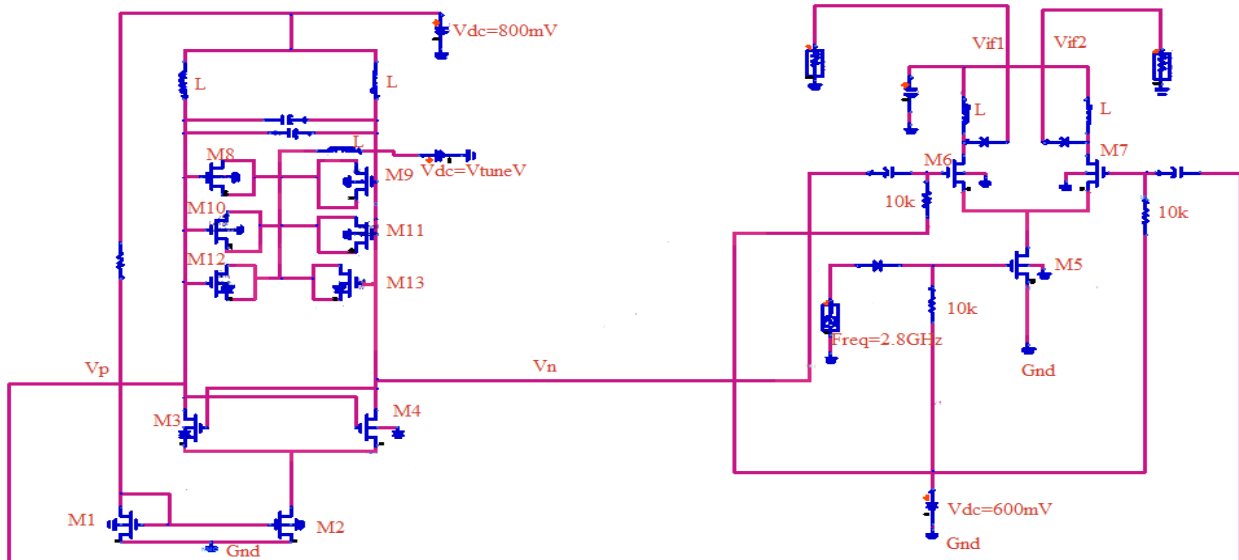 Vdc=800mV
Vif1
Vif2
L
L
L
L
L
Vdc=VtuneV
M8
M9
M6
M7
10k
10k
M10
M11
M12
M13
M5
10k
Freq=2.8GHz
Gnd
Vp
Vn
M3
M4
M1
M2
Gnd
Vdc=600mV
Gnd